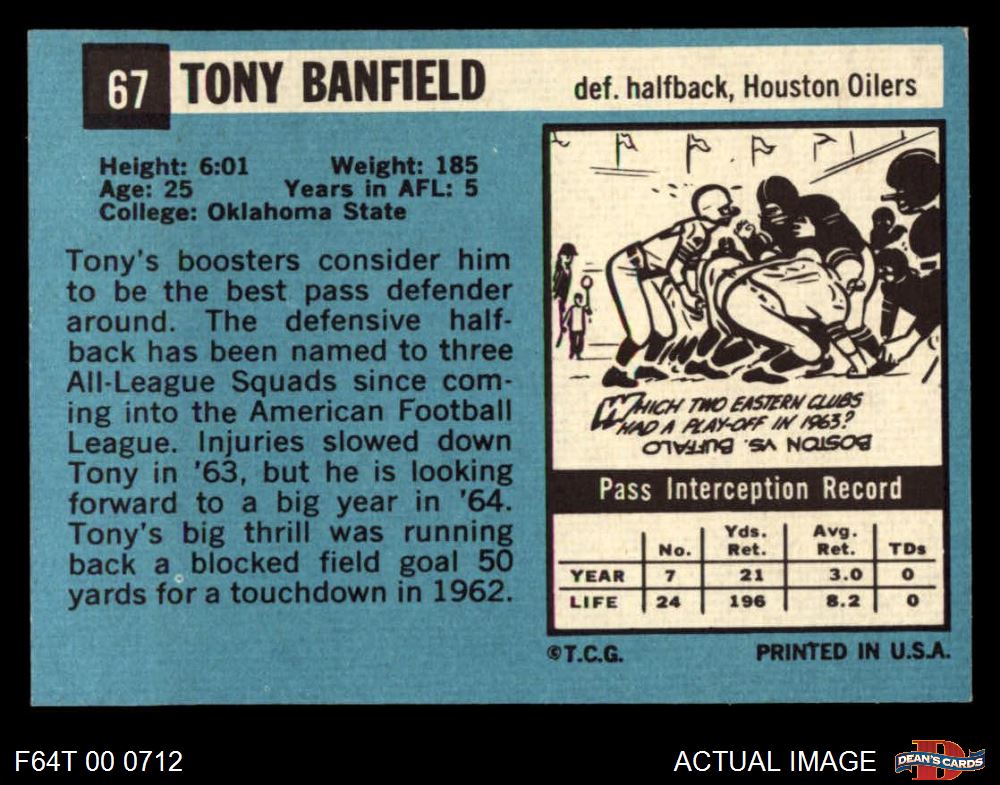 67 TONY BANFIELD def. halfback, Houston Oilers
Height: 6:01 Weight: 185
Age: 25 Years in AFL: 5
College: Oklahoma State
Tony's boosters consider him
to be the best pass defender
around. The defensive half-
back has been named to three
All-League Squads since com-
ing into the American Football
League. Injuries slowed down
Tony in '63, but he is looking
forward to a big year in '64.
Tony's big thrill was running
back a blocked field goal 50
yards for a touchdown in 1962.
WHICH TWO EASTERN CLUBS
HAD A PLAY-OFF IN 1963?
BOSTON VS. BUFFALO
Pass Interception Record
No. Yds. Ret. Avg. Ret. TDs
YEAR 7 21 3.0 0
LIFE 24 196 8.2 0
©T.C.G. PRINTED IN U.S.A.
F64T 00 0712 ACTUAL IMAGE DEAN'S CARDS